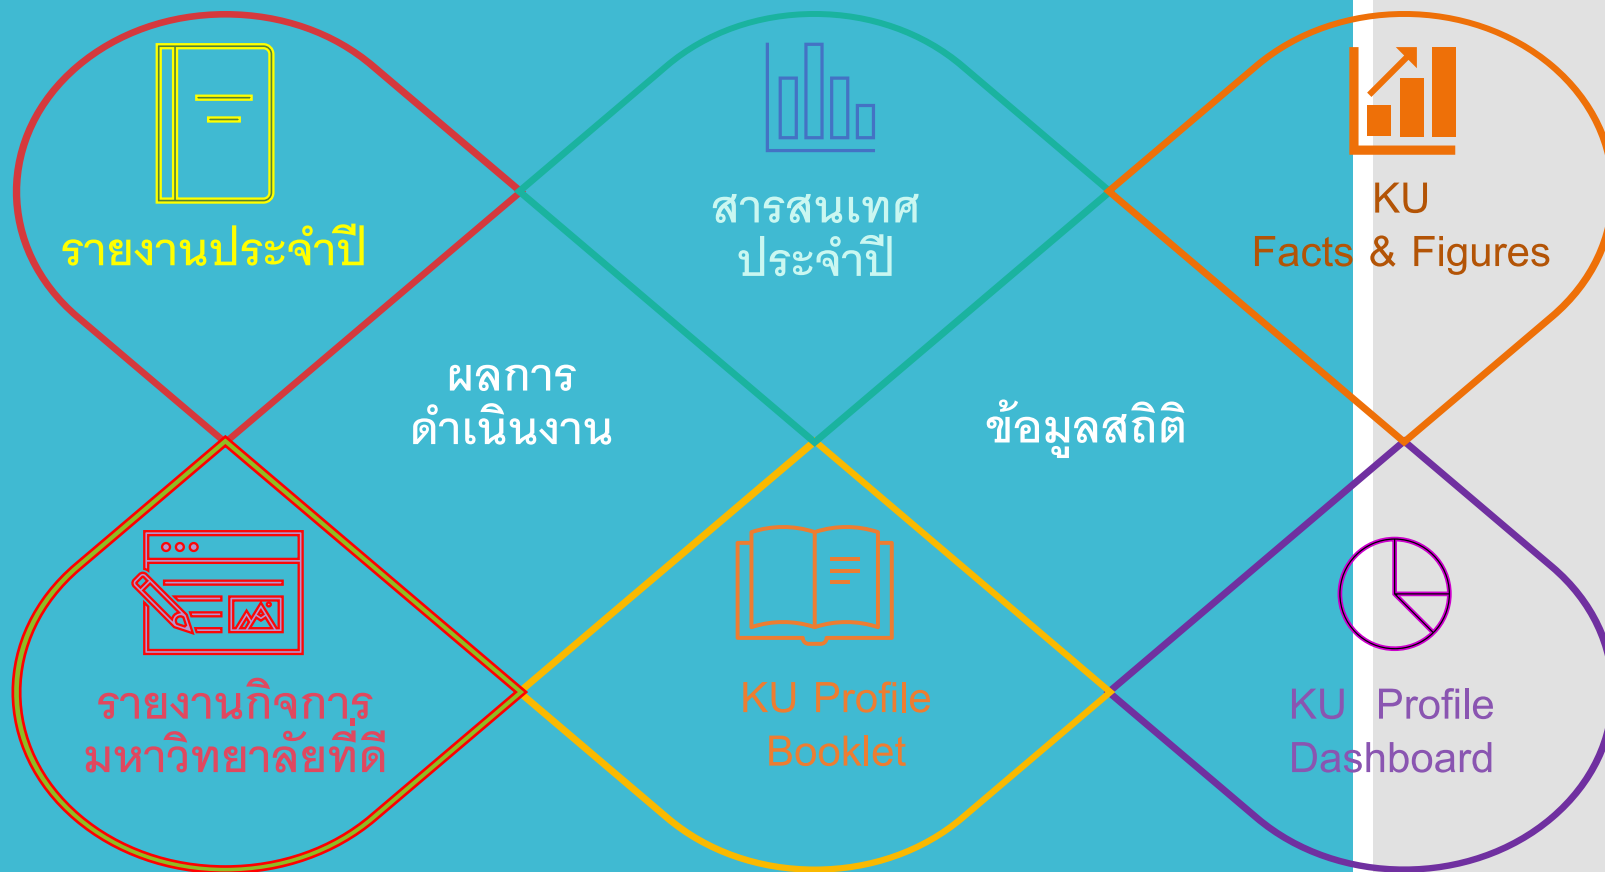 รายงานประจำปี
สารสนเทศ
ประจำปี
KU
Facts & Figures
ผลการ
ดำเนินงาน
ข้อมูลสถิติ
รายงานกิจการ
มหาวิทยาลัยที่ดี
KU Profile
Booklet
KU Profile
Dashboard